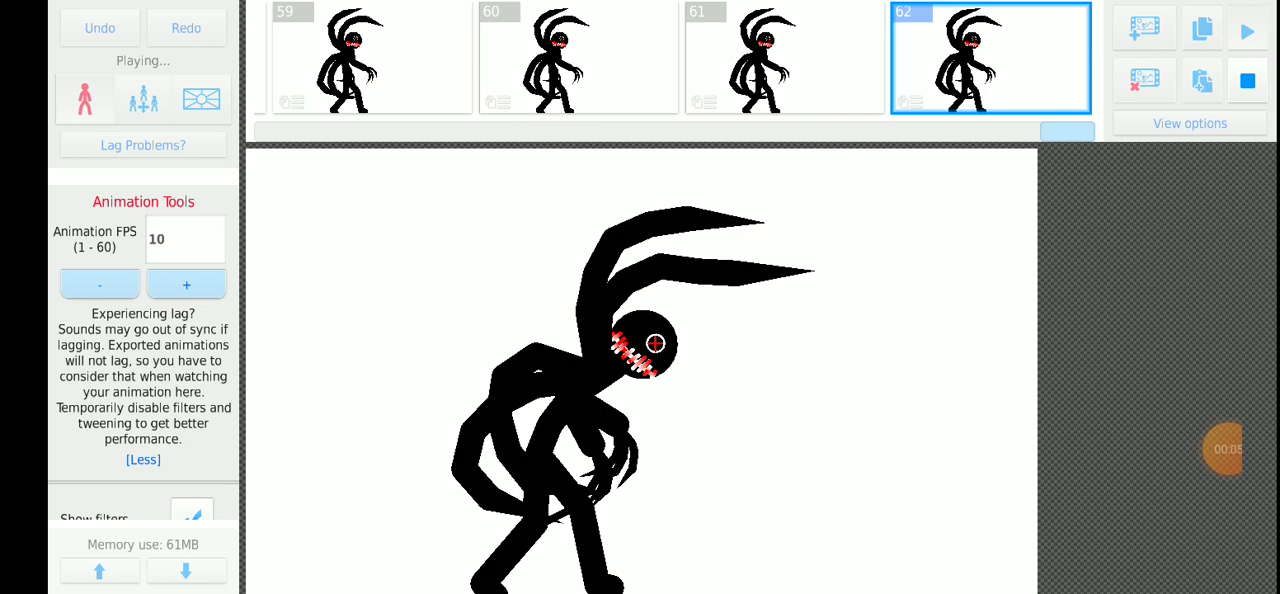 Undo Redo
Playing...
Lag Problems?
Animation Tools
Animation FPS
(1 - 60)
10
- +
Experiencing lag?
Sounds may go out of sync if
lagging. Exported animations
will not lag, so you have to
consider that when watching
your animation here.
Temporarily disable filters and
tweening to get better
performance.
[Less]
Show filters
Memory use: 61MB
59 60 61 62
View options
00:05